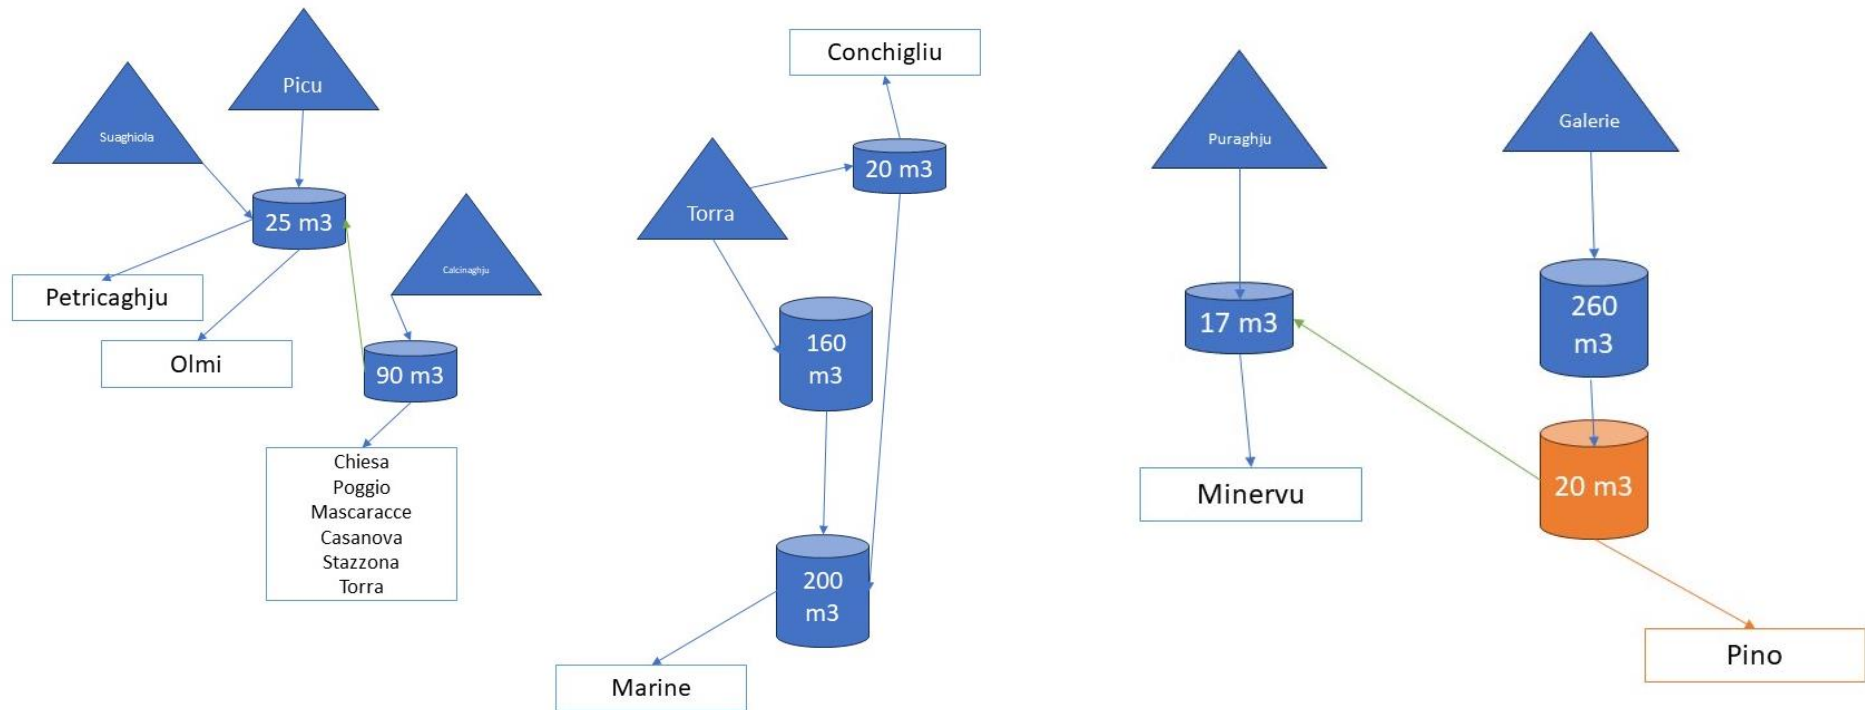 Suaghiola
Picu
25 m3
Petricaghju
Olmi
Calcinaghju
90 m3
Chiesa
Poggio
Mascaracce
Casanova
Stazzona
Torra
Conchigliu
20 m3
Torra
160
m3
200
m3
Marine
Puraghju
17 m3
Minervu
Galerie
260
m3
20 m3
Pino